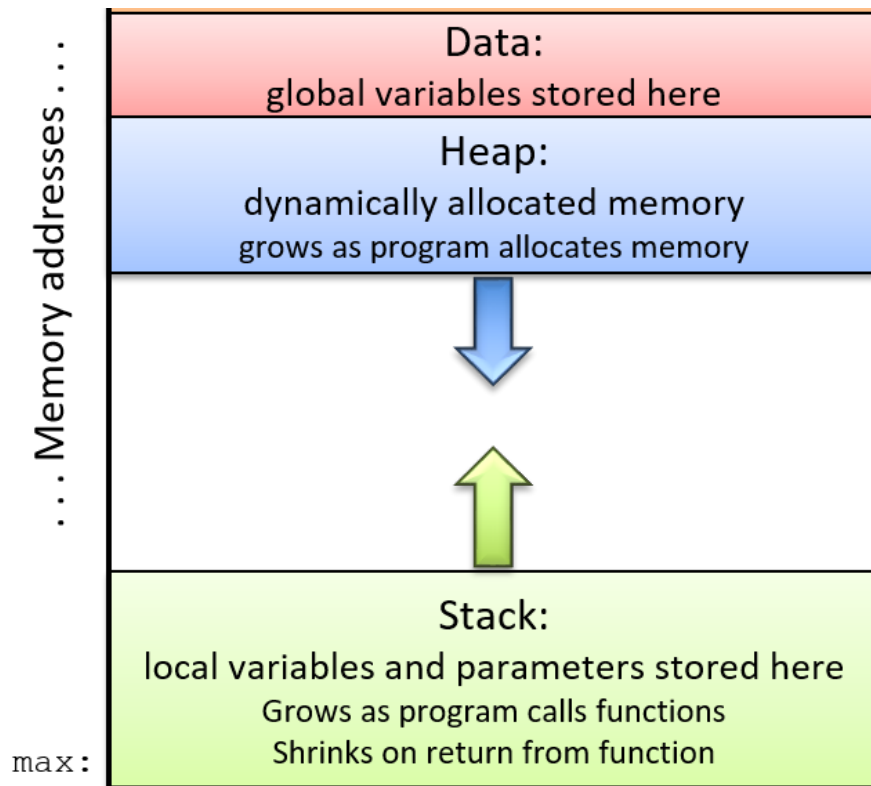 Data:
global variables stored here
Heap:
dynamically allocated memory
grows as program allocates memory
... Memory addresses ...
Stack:
local variables and parameters stored here
Grows as program calls functions
Shrinks on return from function
max: